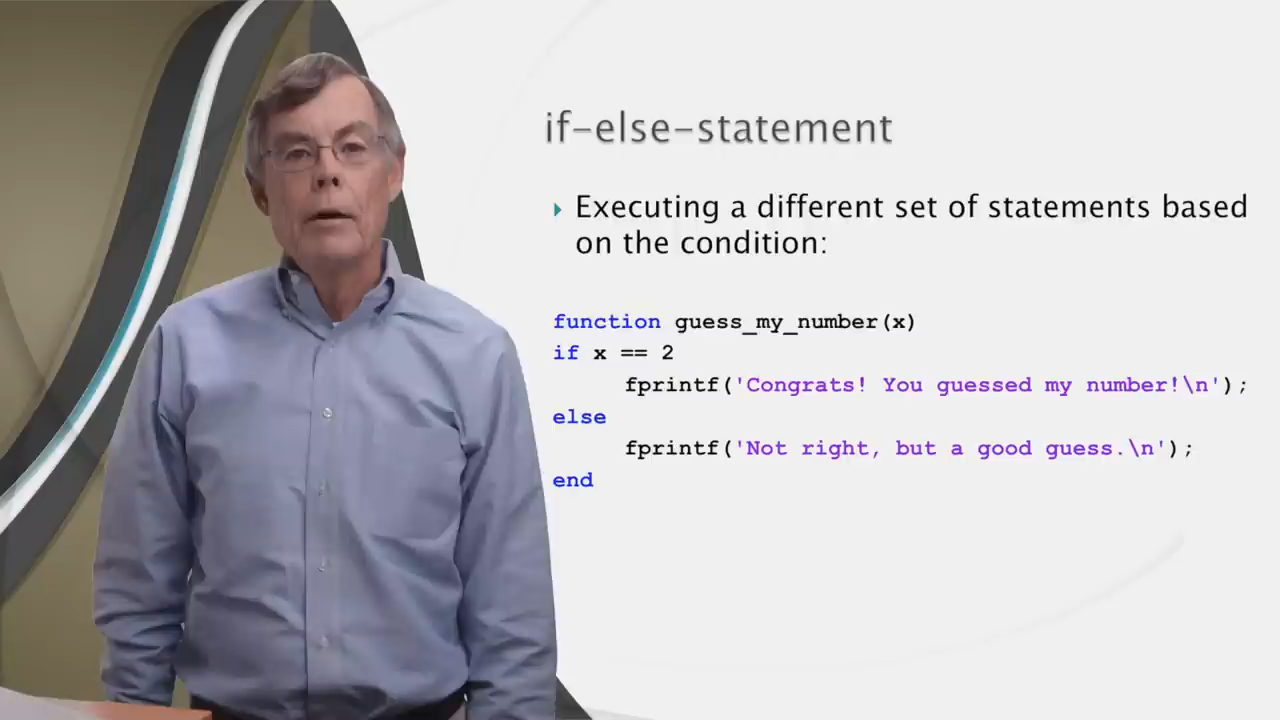 if-else-statement
Executing a different set of statements based
on the condition:
function guess_my_number(x)
if x == 2
fprintf('Congrats! You guessed my number!\n');
else
fprintf('Not right, but a good guess.\n');
end